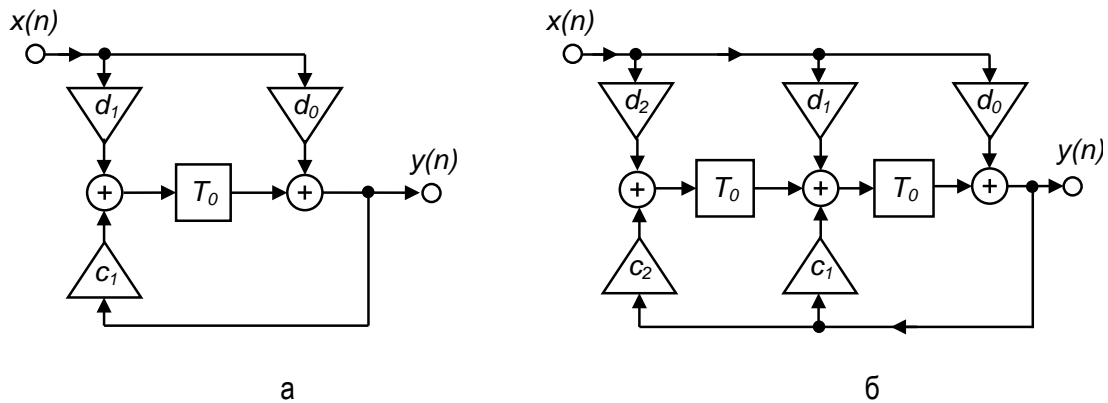 x(n)
d₁
d₀
+
T₀
+
y(n)
c₁
а
x(n)
d₂
d₁
d₀
+
T₀
+
T₀
+
y(n)
c₂
c₁
б